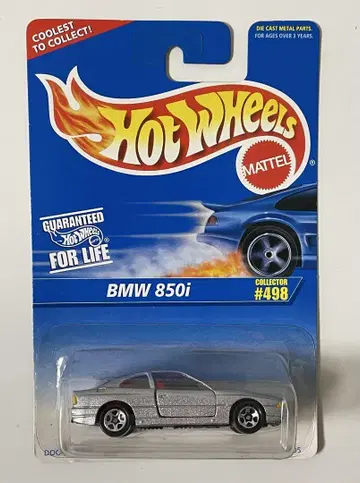 COOLEST
TO COLLECT!
DIE CAST METAL PARTS.
FOR AGES OVER 3 YEARS.
HOT WHEELS
MATTEL
®
GUARANTEED
Hot Wheels
FOR LIFE
BMW 850i
COLLECTOR
#498